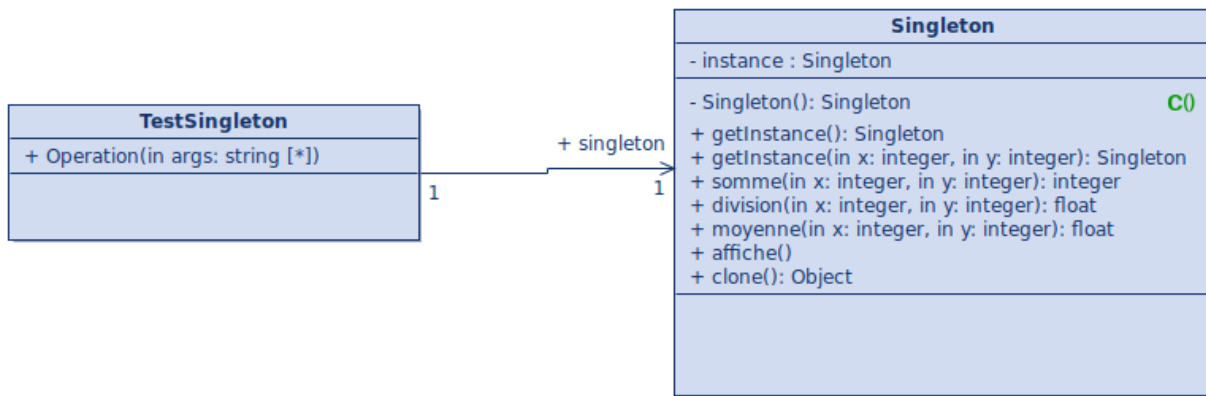 TestSingleton
+ Operation(in args: string [*])
1
+ singleton
1
Singleton
- instance : Singleton
- Singleton(): Singleton C()
+ getInstance(): Singleton
+ getInstance(in x: integer, in y: integer): Singleton
+ somme(in x: integer, in y: integer): integer
+ division(in x: integer, in y: integer): float
+ moyenne(in x: integer, in y: integer): float
+ affiche()
+ clone(): Object